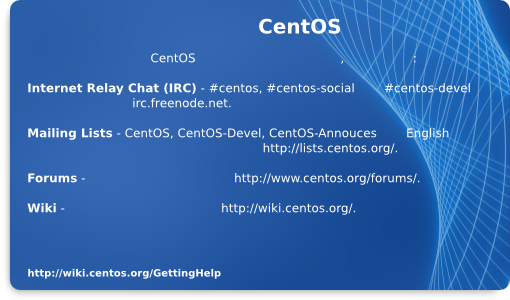 CentOS
CentOS , :
Internet Relay Chat (IRC) - #centos, #centos-social #centos-devel
irc.freenode.net.
Mailing Lists - CentOS, CentOS-Devel, CentOS-Annouces English
http://lists.centos.org/.
Forums - http://www.centos.org/forums/.
Wiki - http://wiki.centos.org/.
http://wiki.centos.org/GettingHelp